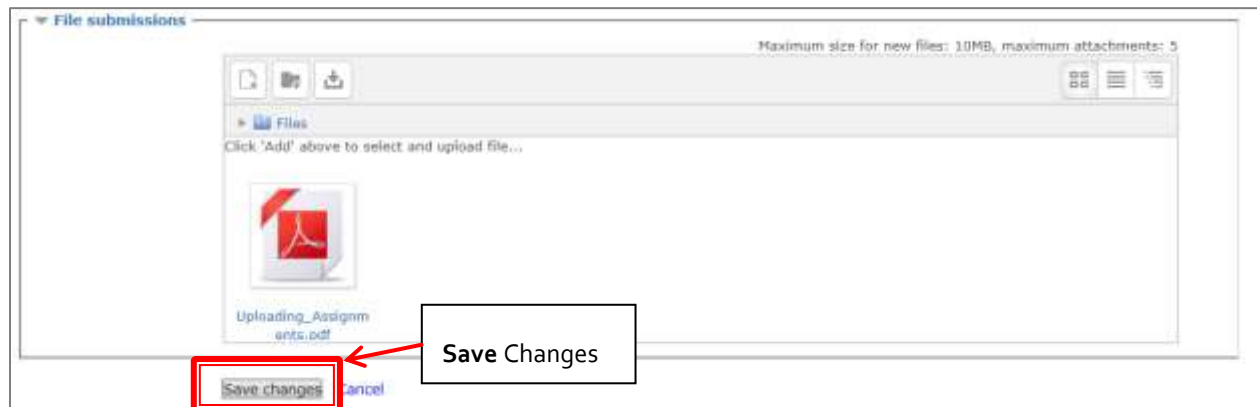 File submissions
Maximum size for new files: 10MB, maximum attachments: 5
Files
Click 'Add' above to select and upload file...
Uploading_Assignm
ents.pdf
Save Changes
Save changes Cancel